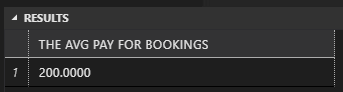 RESULTS
THE AVG PAY FOR BOOKINGS
1 200.0000